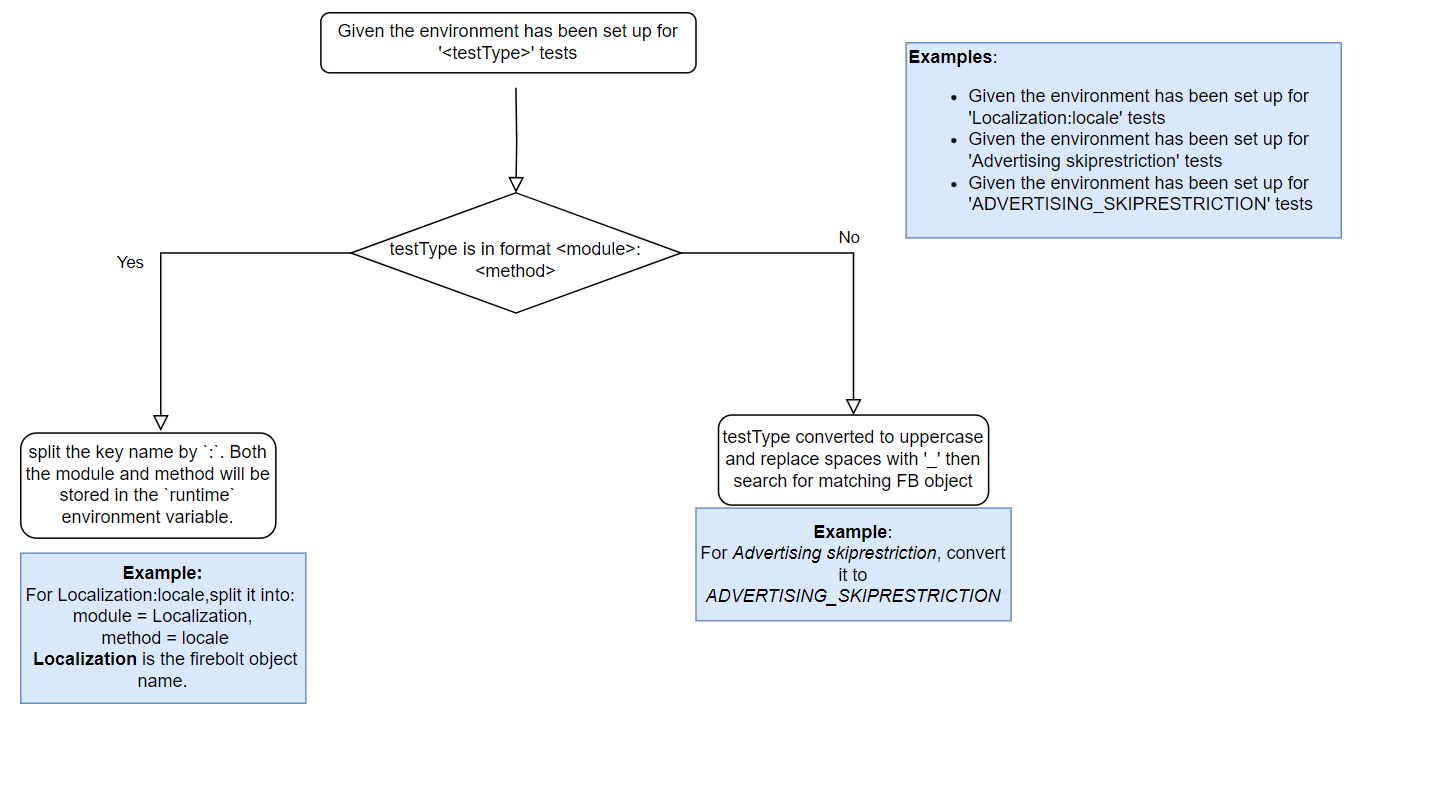 Given the environment has been set up for
'<testType>' tests
Examples:
• Given the environment has been set up for
'Localization:locale' tests
• Given the environment has been set up for
'Advertising skiprestriction' tests
• Given the environment has been set up for
'ADVERTISING_SKIPRESTRICTION' tests
testType is in format <module>:
<method>
Yes
No
split the key name by `:`. Both
the module and method will be
stored in the `runtime`
environment variable.
Example:
For Localization:locale,split it into:
module = Localization,
method = locale
Localization is the firebolt object
name.
testType converted to uppercase
and replace spaces with '_' then
search for matching FB object
Example:
For Advertising skiprestriction, convert
it to
ADVERTISING_SKIPRESTRICTION